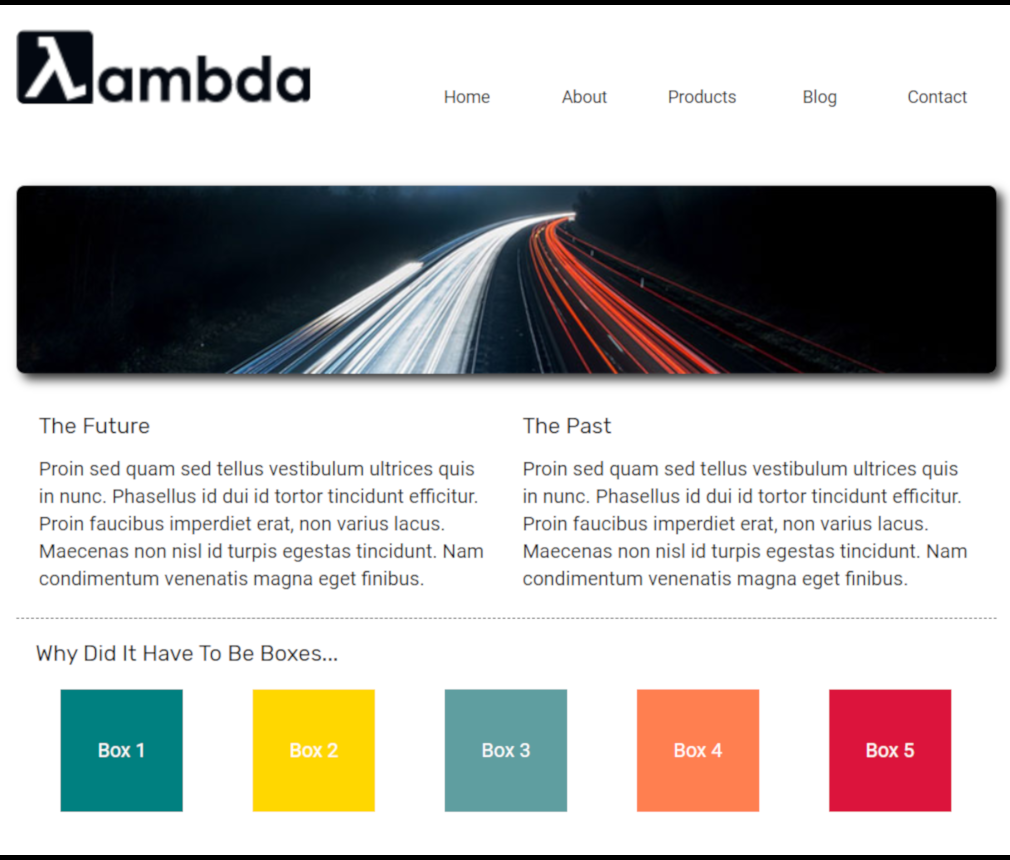 λambda
Home About Products Blog Contact
The Future
Proin sed quam sed tellus vestibulum ultrices quis
in nunc. Phasellus id dui id tortor tincidunt efficitur.
Proin faucibus imperdiet erat, non varius lacus.
Maecenas non nisl id turpis egestas tincidunt. Nam
condimentum venenatis magna eget finibus.
The Past
Proin sed quam sed tellus vestibulum ultrices quis
in nunc. Phasellus id dui id tortor tincidunt efficitur.
Proin faucibus imperdiet erat, non varius lacus.
Maecenas non nisl id turpis egestas tincidunt. Nam
condimentum venenatis magna eget finibus.
Why Did It Have To Be Boxes...
Box 1 Box 2 Box 3 Box 4 Box 5